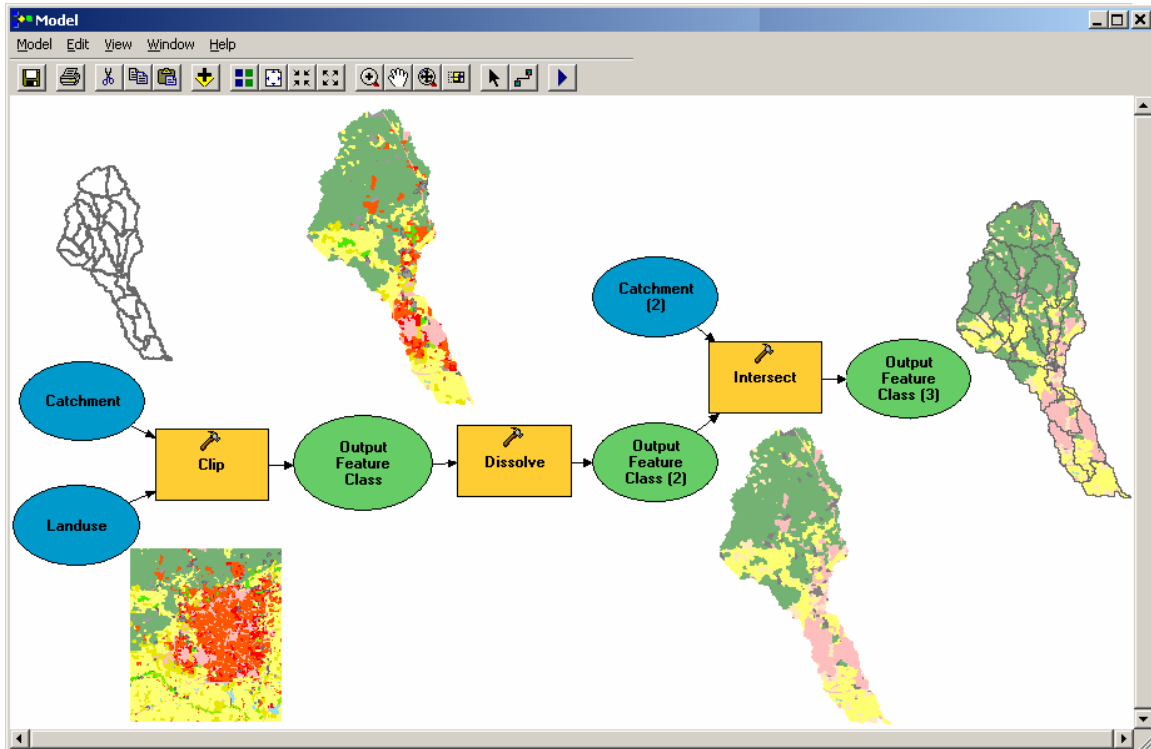 Model
Model Edit View Window Help
Catchment
Landuse
Clip
Output
Feature
Class
Dissolve
Output
Feature
Class (2)
Catchment
(2)
Intersect
Output
Feature
Class (3)